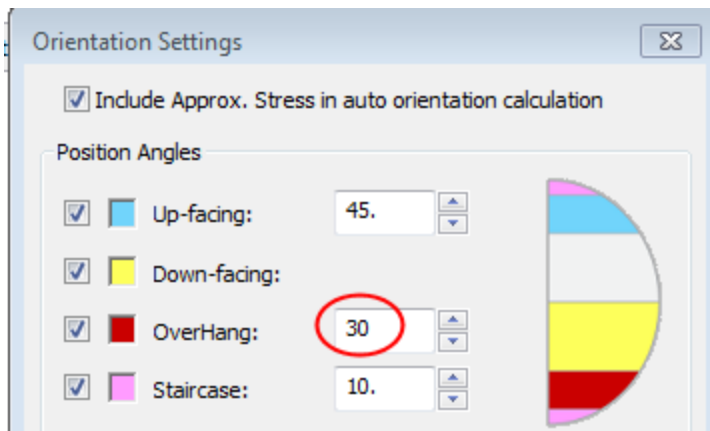 Orientation Settings
Include Approx. Stress in auto orientation calculation
Position Angles
Up-facing: 45.
Down-facing:
OverHang: 30
Staircase: 10.